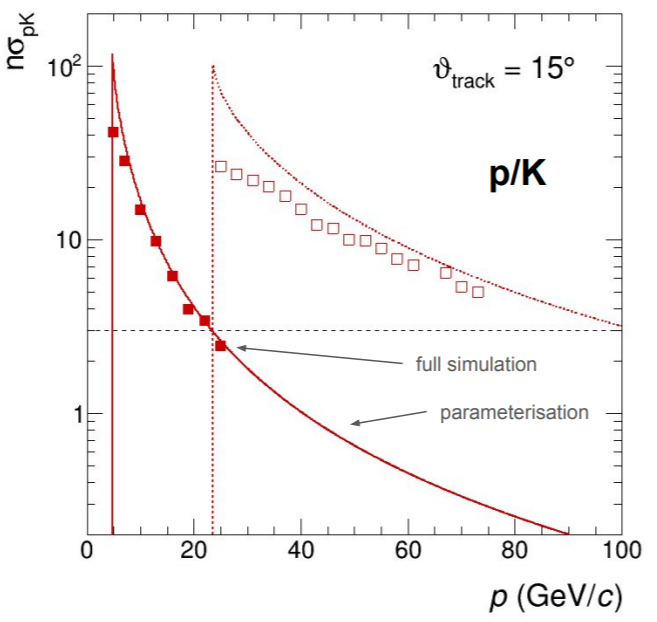 nσpK
10²
10
1
ϑtrack = 15°
p/K
full simulation
parameterisation
0 20 40 60 80 100
p (GeV/c)